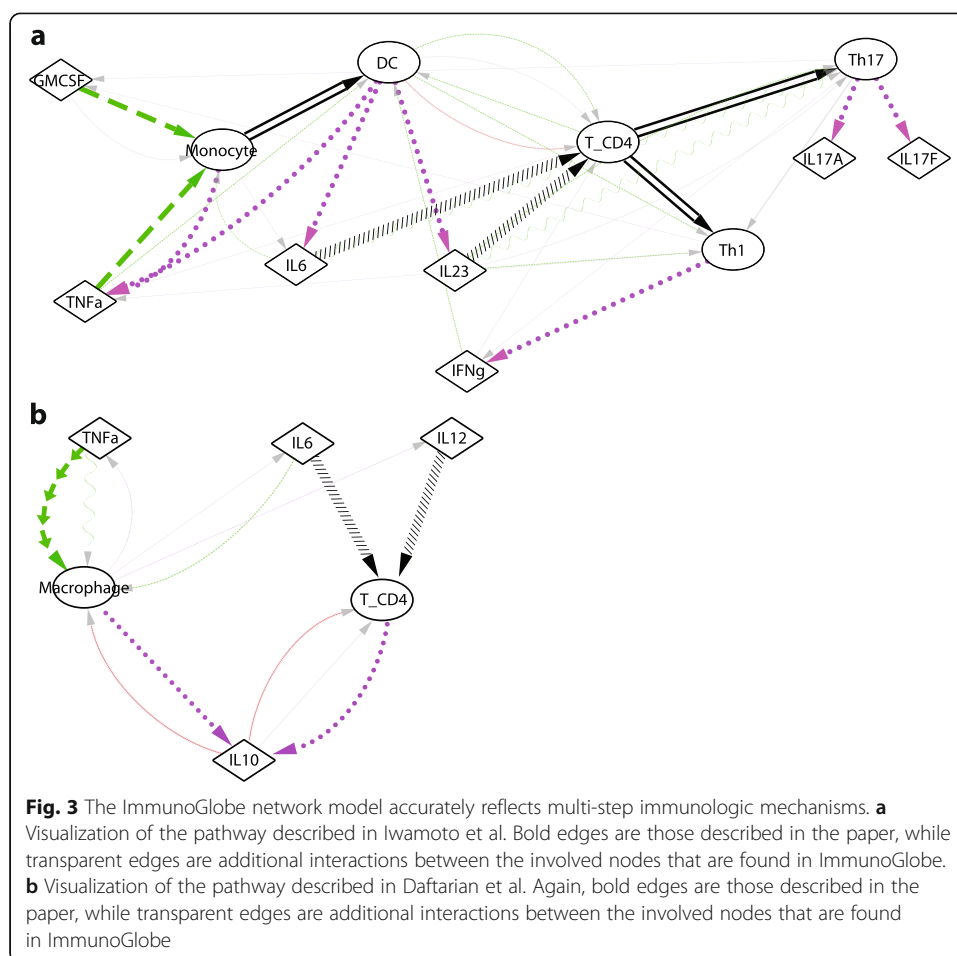 a
DC
Th17
GMCSF
Monocyte
T_CD4
IL17A
IL17F
IL6
IL23
Th1
TNFa
IFNg
b
TNFa
IL6
IL12
Macrophage
T_CD4
IL10
Fig. 3 The ImmunoGlobe network model accurately reflects multi-step immunologic mechanisms. a
Visualization of the pathway described in Iwamoto et al. Bold edges are those described in the paper, while
transparent edges are additional interactions between the involved nodes that are found in ImmunoGlobe.
b Visualization of the pathway described in Daftarian et al. Again, bold edges are those described in the
paper, while transparent edges are additional interactions between the involved nodes that are found
in ImmunoGlobe